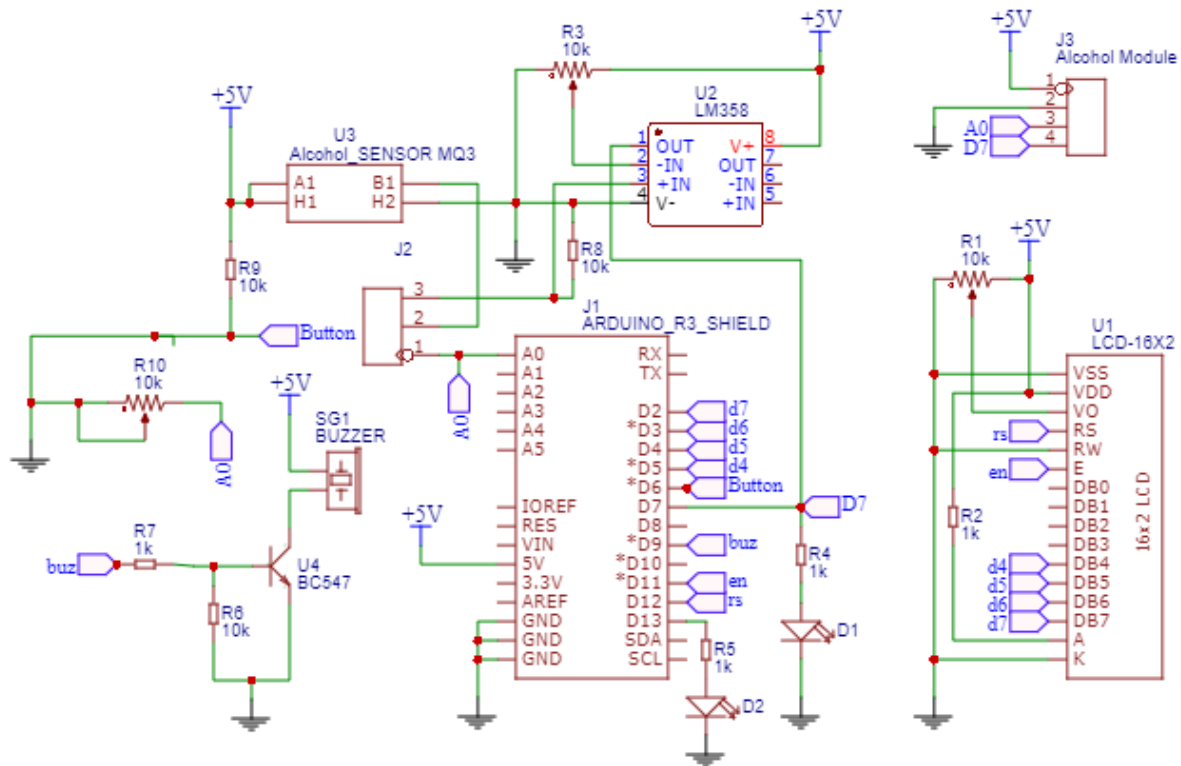 +5V
R3
10k
+5V
U2
LM358
1 OUT
2 -IN
3 +IN
4 V-
V+ 8
OUT 7
-IN 6
+IN 5
+5V
J3
Alcohol Module
1
2
3
4
A0
D7
+5V
U3
Alcohol_SENSOR MQ3
A1
H1
B1
H2
R9
10k
R8
10k
J2
3
2
1
Button
R10
10k
A0
A0
+5V
SG1
BUZZER
buz
R7
1k
R6
10k
U4
BC547
J1
ARDUINO_R3_SHIELD
A0
A1
A2
A3
A4
A5
IOREF
RES
VIN
5V
3.3V
AREF
GND
GND
GND
RX
TX
D2
*D3
D4
*D5
*D6
D7
D8
*D9
*D10
*D11
D12
D13
SDA
SCL
d7
d6
d5
d4
Button
D7
buz
en
rs
+5V
R4
1k
D1
R5
1k
D2
+5V
R1
10k
R2
1k
U1
LCD-16X2
VSS
VDD
VO
RS
RW
E
DB0
DB1
DB2
DB3
DB4
DB5
DB6
DB7
A
K
16x2 LCD
rs
en
d4
d5
d6
d7